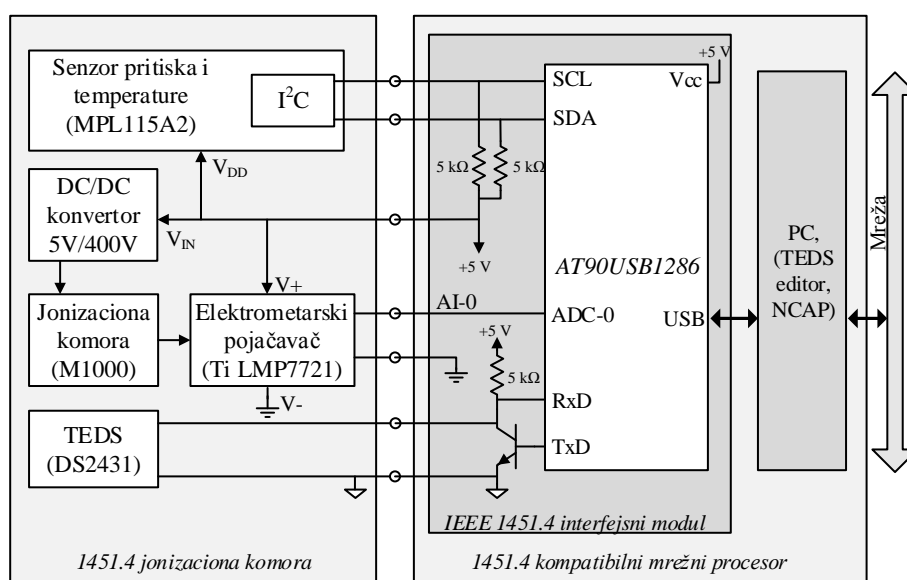 Senzor pritiska i
temperature
(MPL115A2)
I²C
V_DD
DC/DC
konvertor
5V/400V
V_IN
V+
Jonizaciona
komora
(M1000)
Elektrometarski
pojačavač
(Ti LMP7721)
V-
TEDS
(DS2431)
1451.4 jonizaciona komora
+5 V
SCL
Vcc
SDA
5 kΩ
5 kΩ
+5 V
AT90USB1286
AI-0
ADC-0
USB
+5 V
5 kΩ
RxD
TxD
IEEE 1451.4 interfejsni modul
PC,
(TEDS
editor,
NCAP)
Mreža
1451.4 kompatibilni mrežni procesor